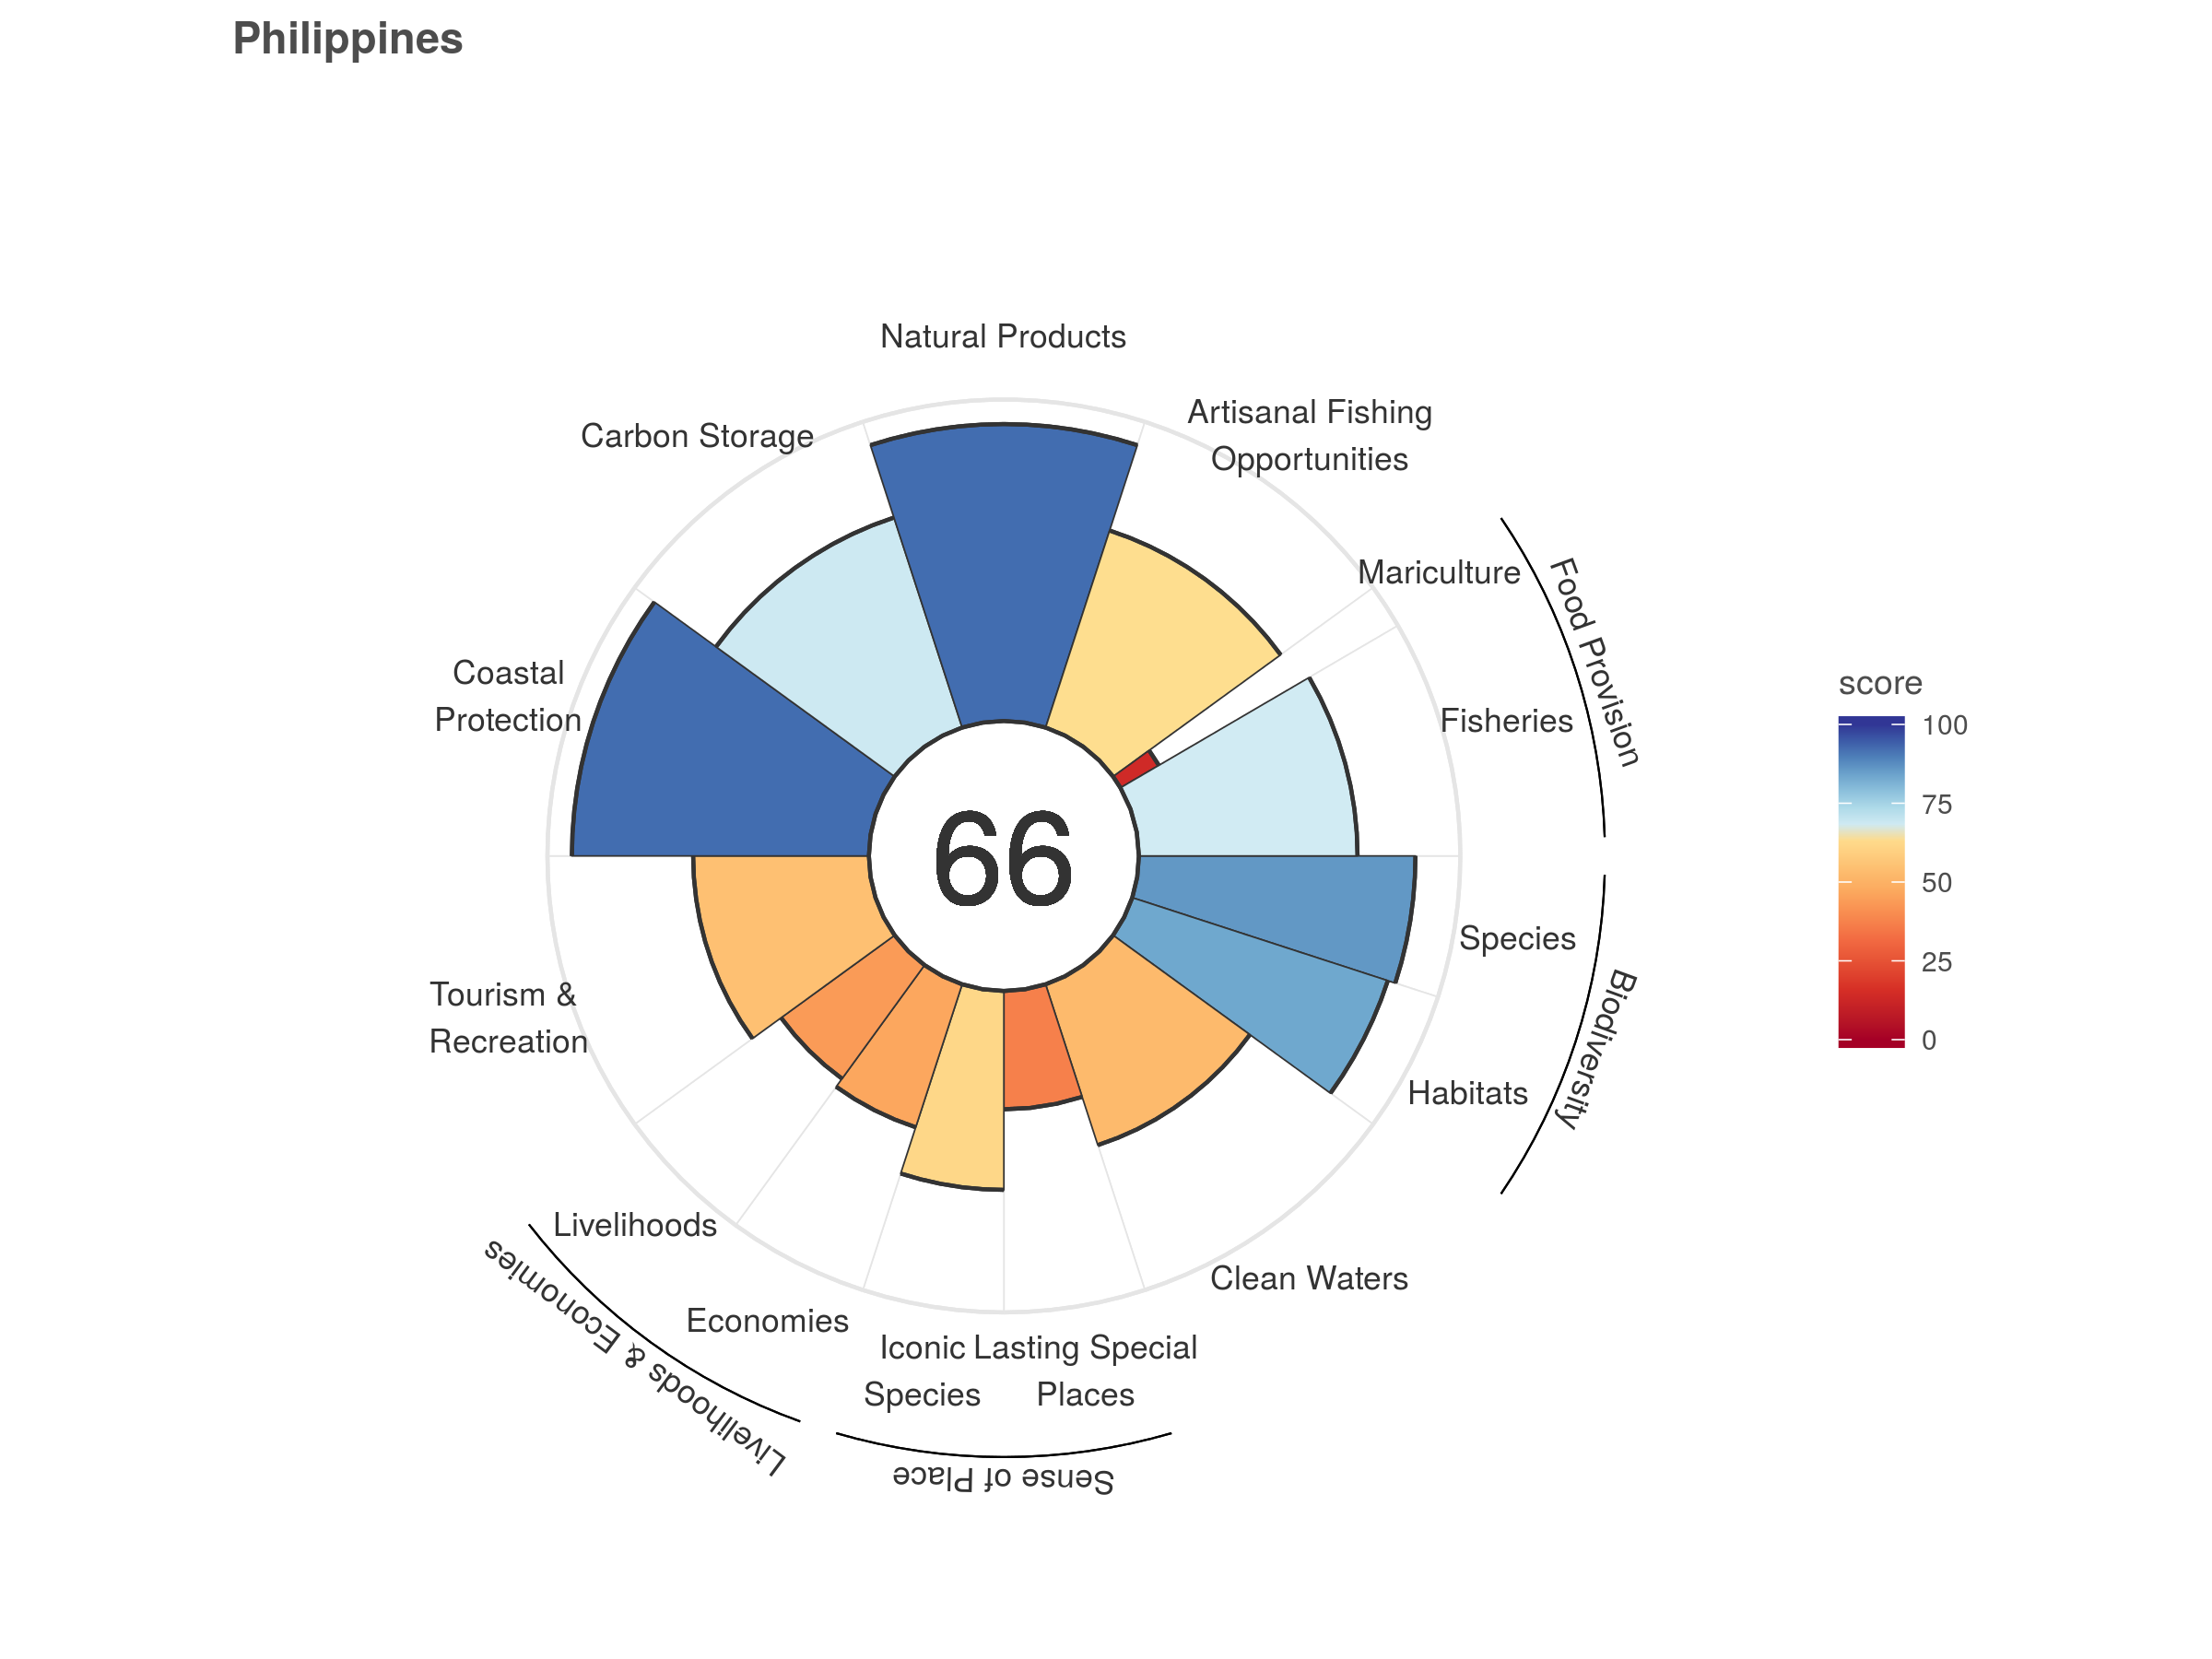 Philippines
Natural Products
Artisanal Fishing
Opportunities
Carbon Storage
Mariculture
Food Provision
Coastal
Protection
Fisheries
score
100
75
50
25
0
66
Species
Biodiversity
Tourism &
Recreation
Habitats
Livelihoods
Livelihoods & Economies
Clean Waters
Economies
Iconic
Species
Lasting Special
Places
Sense of Place